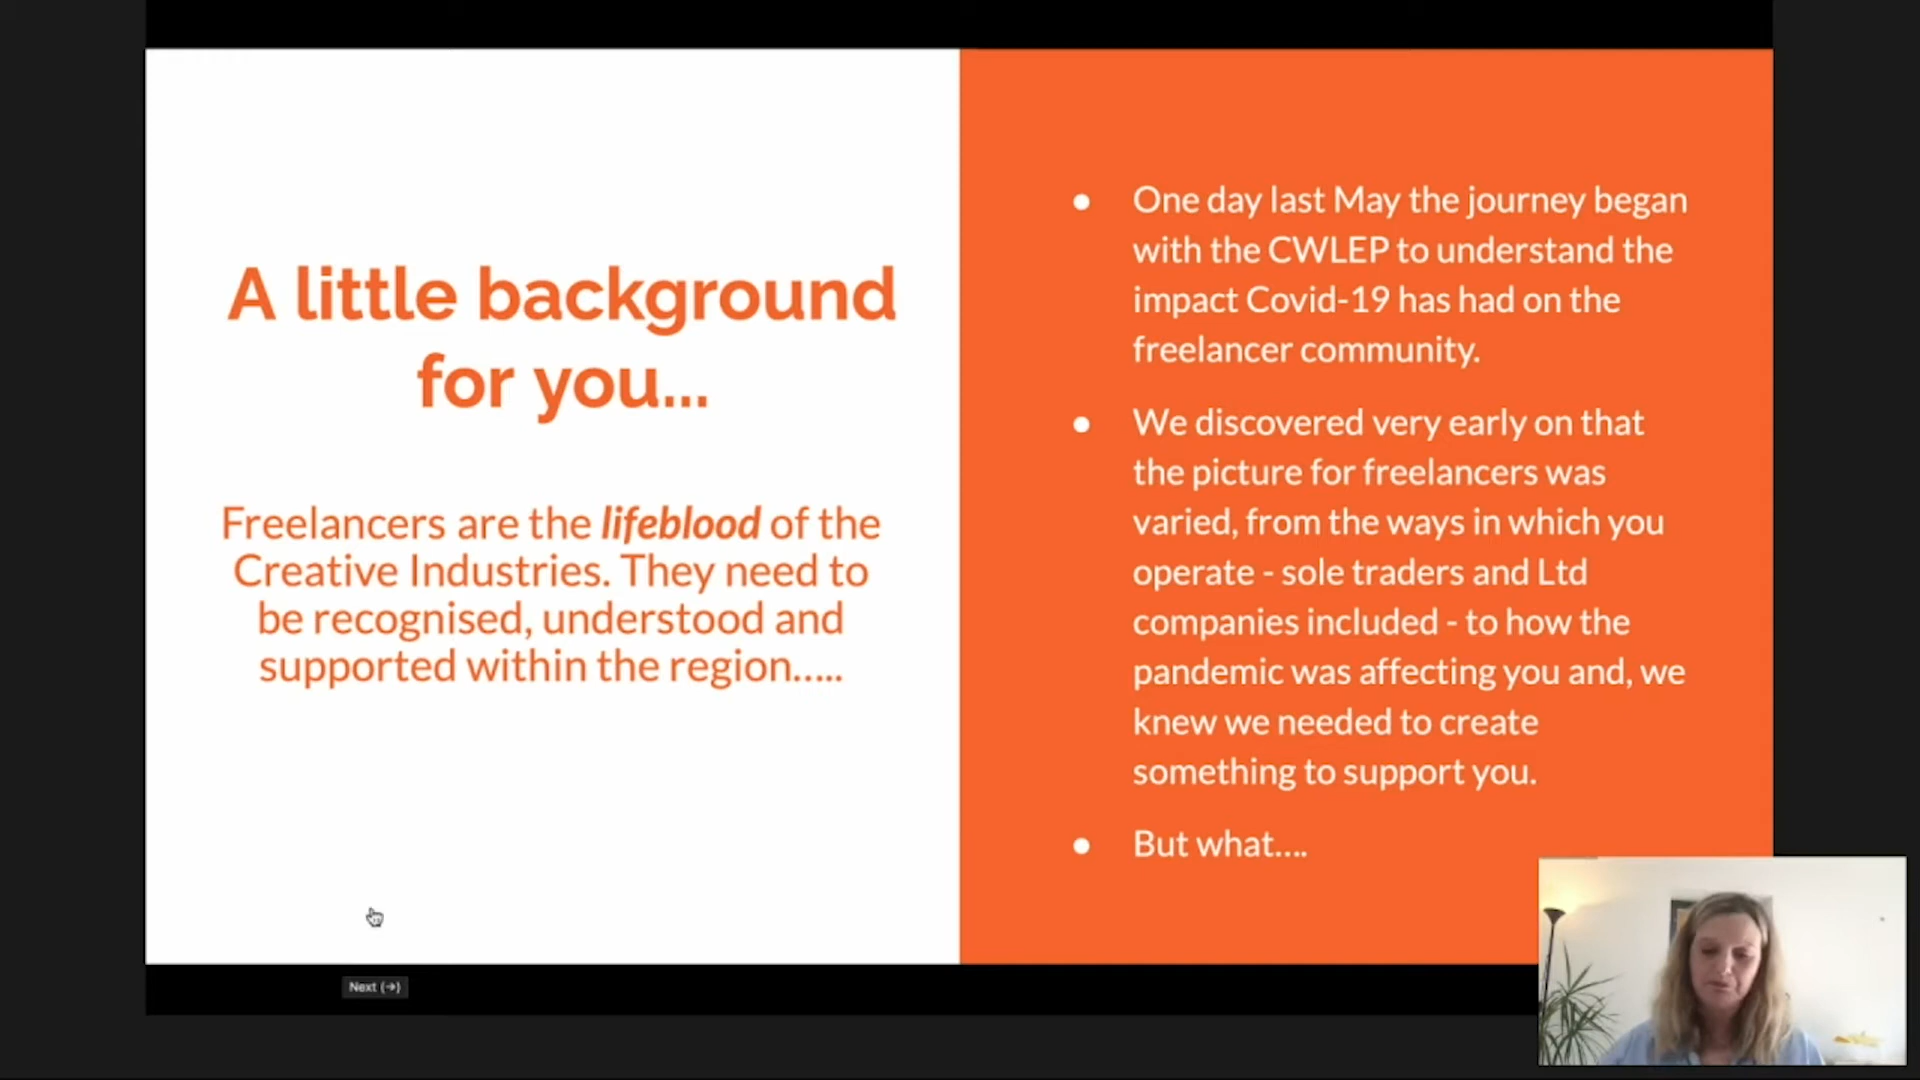 A little background
for you...
Freelancers are the lifeblood of the
Creative Industries. They need to
be recognised, understood and
supported within the region.....
● One day last May the journey began
with the CWLEP to understand the
impact Covid-19 has had on the
freelancer community.
● We discovered very early on that
the picture for freelancers was
varied, from the ways in which you
operate - sole traders and Ltd
companies included - to how the
pandemic was affecting you and, we
knew we needed to create
something to support you.
● But what....
Next (→)